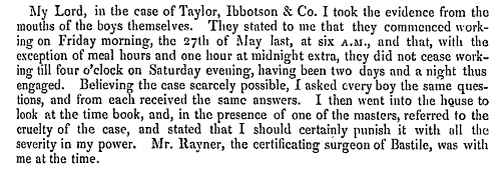 My Lord, in the case of Taylor, Ibbotson & Co. I took the evidence from the
mouths of the boys themselves. They stated to me that they commenced work-
ing on Friday morning, the 27th of May last, at six A.M., and that, with the
exception of meal hours and one hour at midnight extra, they did not cease work-
ing till four o'clock on Saturday evening, having been two days and a night thus
engaged. Believing the case scarcely possible, I asked every boy the same ques-
tions, and from each received the same answers. I then went into the house to
look at the time book, and, in the presence of one of the masters, referred to the
cruelty of the case, and stated that I should certainly punish it with all the
severity in my power. Mr. Rayner, the certificating surgeon of Bastile, was with
me at the time.